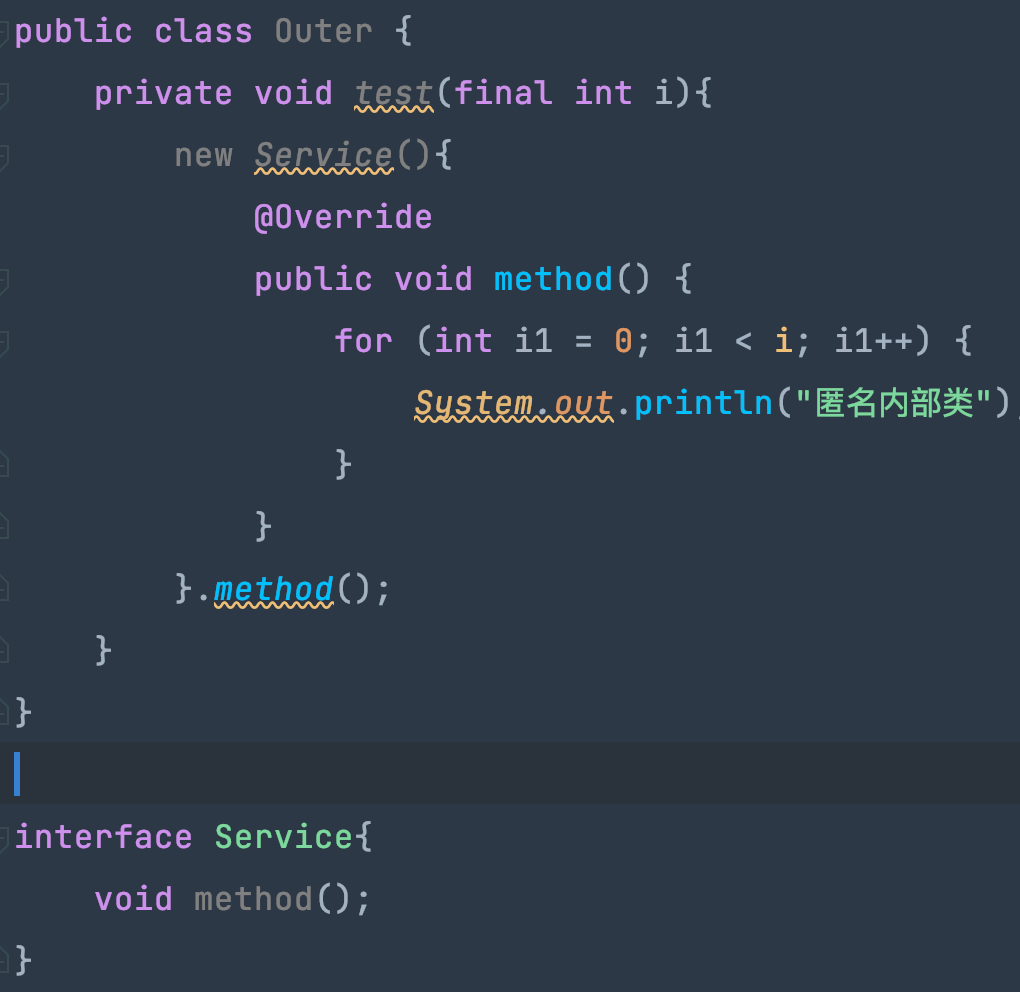 public class Outer {
    private void test(final int i){
        new Service(){
            @Override
            public void method() {
                for (int i1 = 0; i1 < i; i1++) {
                    System.out.println("匿名内部类")
                }
            }
        }.method();
    }
}
interface Service{
    void method();
}